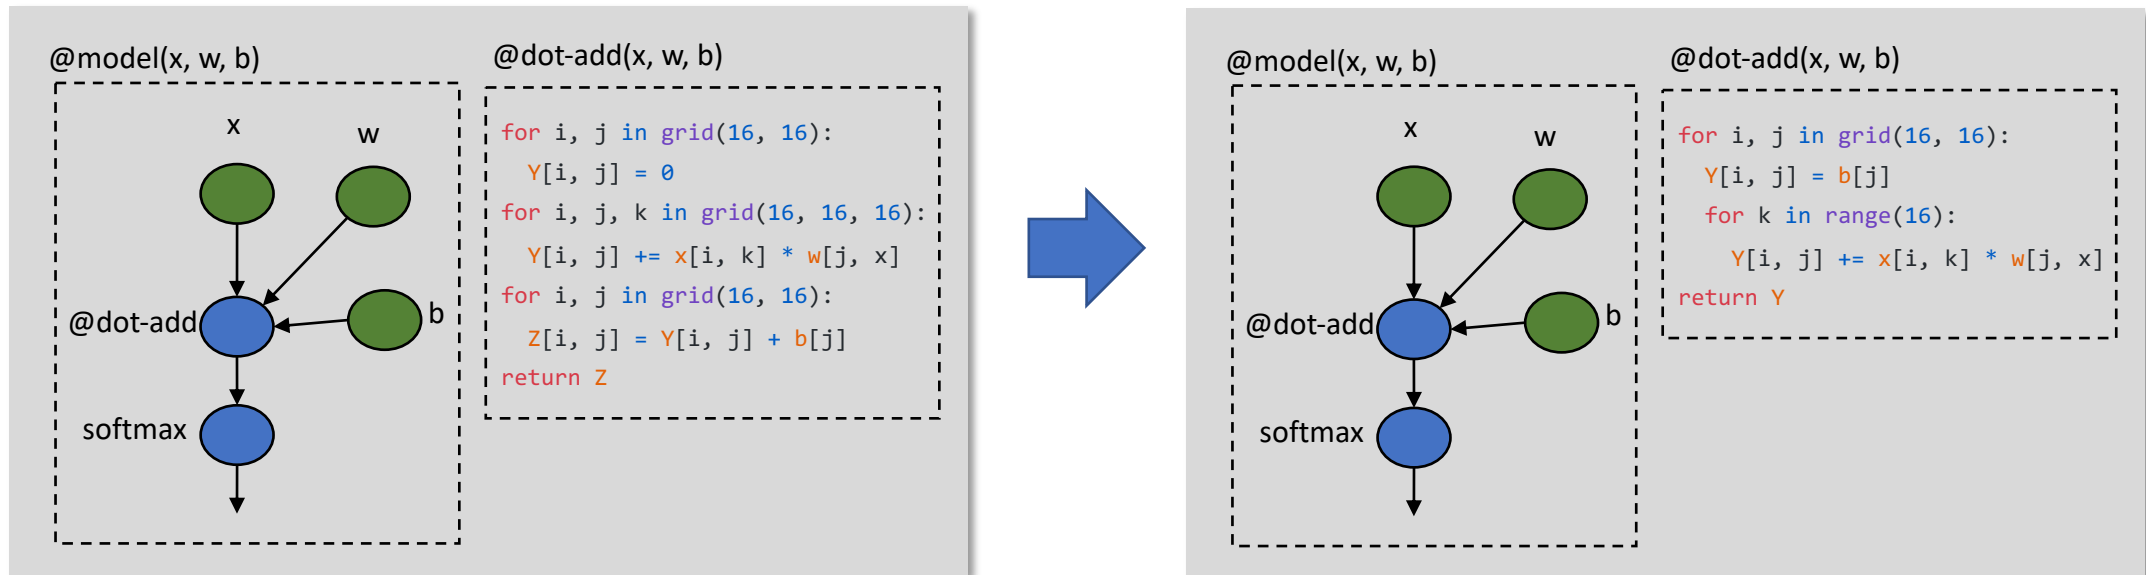 @model(x, w, b)
x
w
@dot-add
b
softmax
@dot-add(x, w, b)
for i, j in grid(16, 16):
  Y[i, j] = 0
for i, j, k in grid(16, 16, 16):
  Y[i, j] += x[i, k] * w[j, x]
for i, j in grid(16, 16):
  Z[i, j] = Y[i, j] + b[j]
return Z
@model(x, w, b)
x
w
@dot-add
b
softmax
@dot-add(x, w, b)
for i, j in grid(16, 16):
  Y[i, j] = b[j]
  for k in range(16):
    Y[i, j] += x[i, k] * w[j, x]
return Y